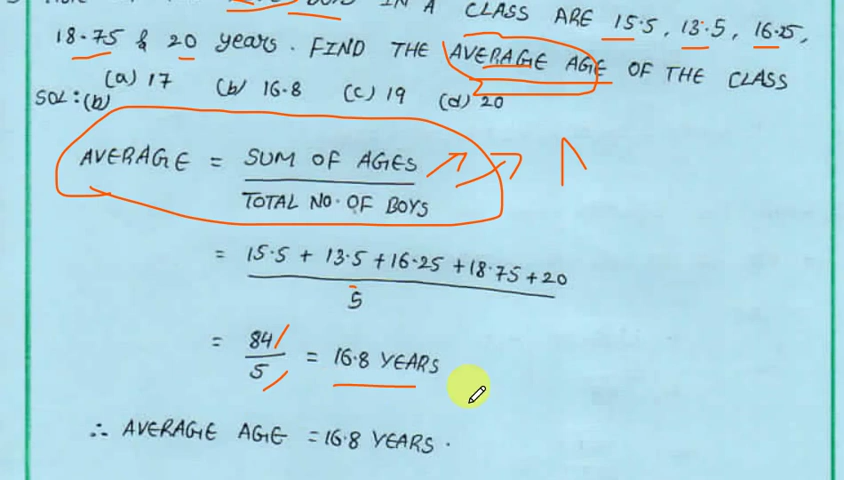 IN A CLASS ARE 15.5, 13.5, 16.25,
18.75 & 20 years. FIND THE AVERAGE AGE OF THE CLASS
(a) 17 (b) 16.8 (c) 19 (d) 20
SOL:(b)
AVERAGE = SUM OF AGES
TOTAL NO. OF BOYS
= 15.5 + 13.5 + 16.25 + 18.75 + 20
5
= 84
5 = 16.8 YEARS
∴ AVERAGE AGE = 16.8 YEARS.